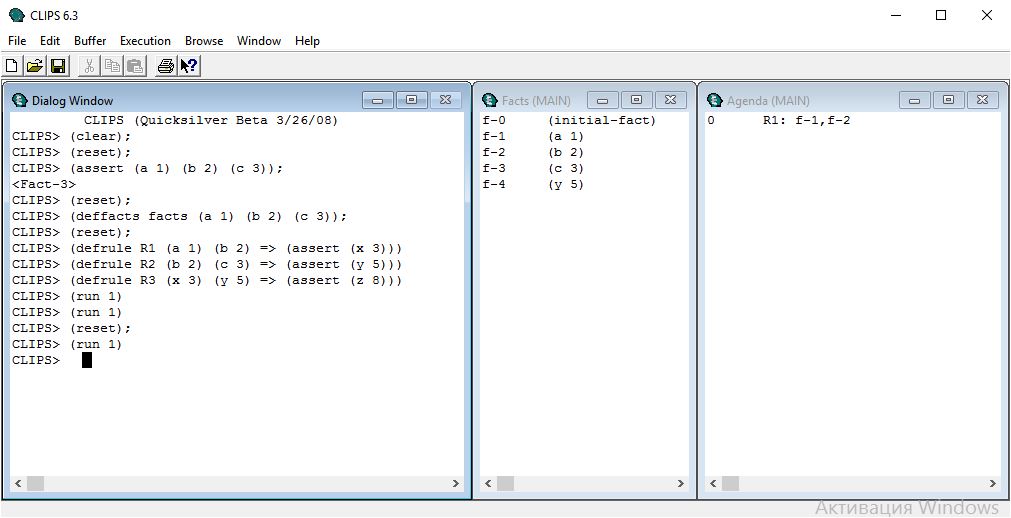 CLIPS 6.3
File Edit Buffer Execution Browse Window Help
Dialog Window
CLIPS (Quicksilver Beta 3/26/08)
CLIPS> (clear);
CLIPS> (reset);
CLIPS> (assert (a 1) (b 2) (c 3));
<Fact-3>
CLIPS> (reset);
CLIPS> (deffacts facts (a 1) (b 2) (c 3));
CLIPS> (reset);
CLIPS> (defrule R1 (a 1) (b 2) => (assert (x 3)))
CLIPS> (defrule R2 (b 2) (c 3) => (assert (y 5)))
CLIPS> (defrule R3 (x 3) (y 5) => (assert (z 8)))
CLIPS> (run 1)
CLIPS> (run 1)
CLIPS> (reset);
CLIPS> (run 1)
CLIPS>
Facts (MAIN)
f-0 (initial-fact)
f-1 (a 1)
f-2 (b 2)
f-3 (c 3)
f-4 (y 5)
Agenda (MAIN)
0 R1: f-1,f-2
Активация Windows